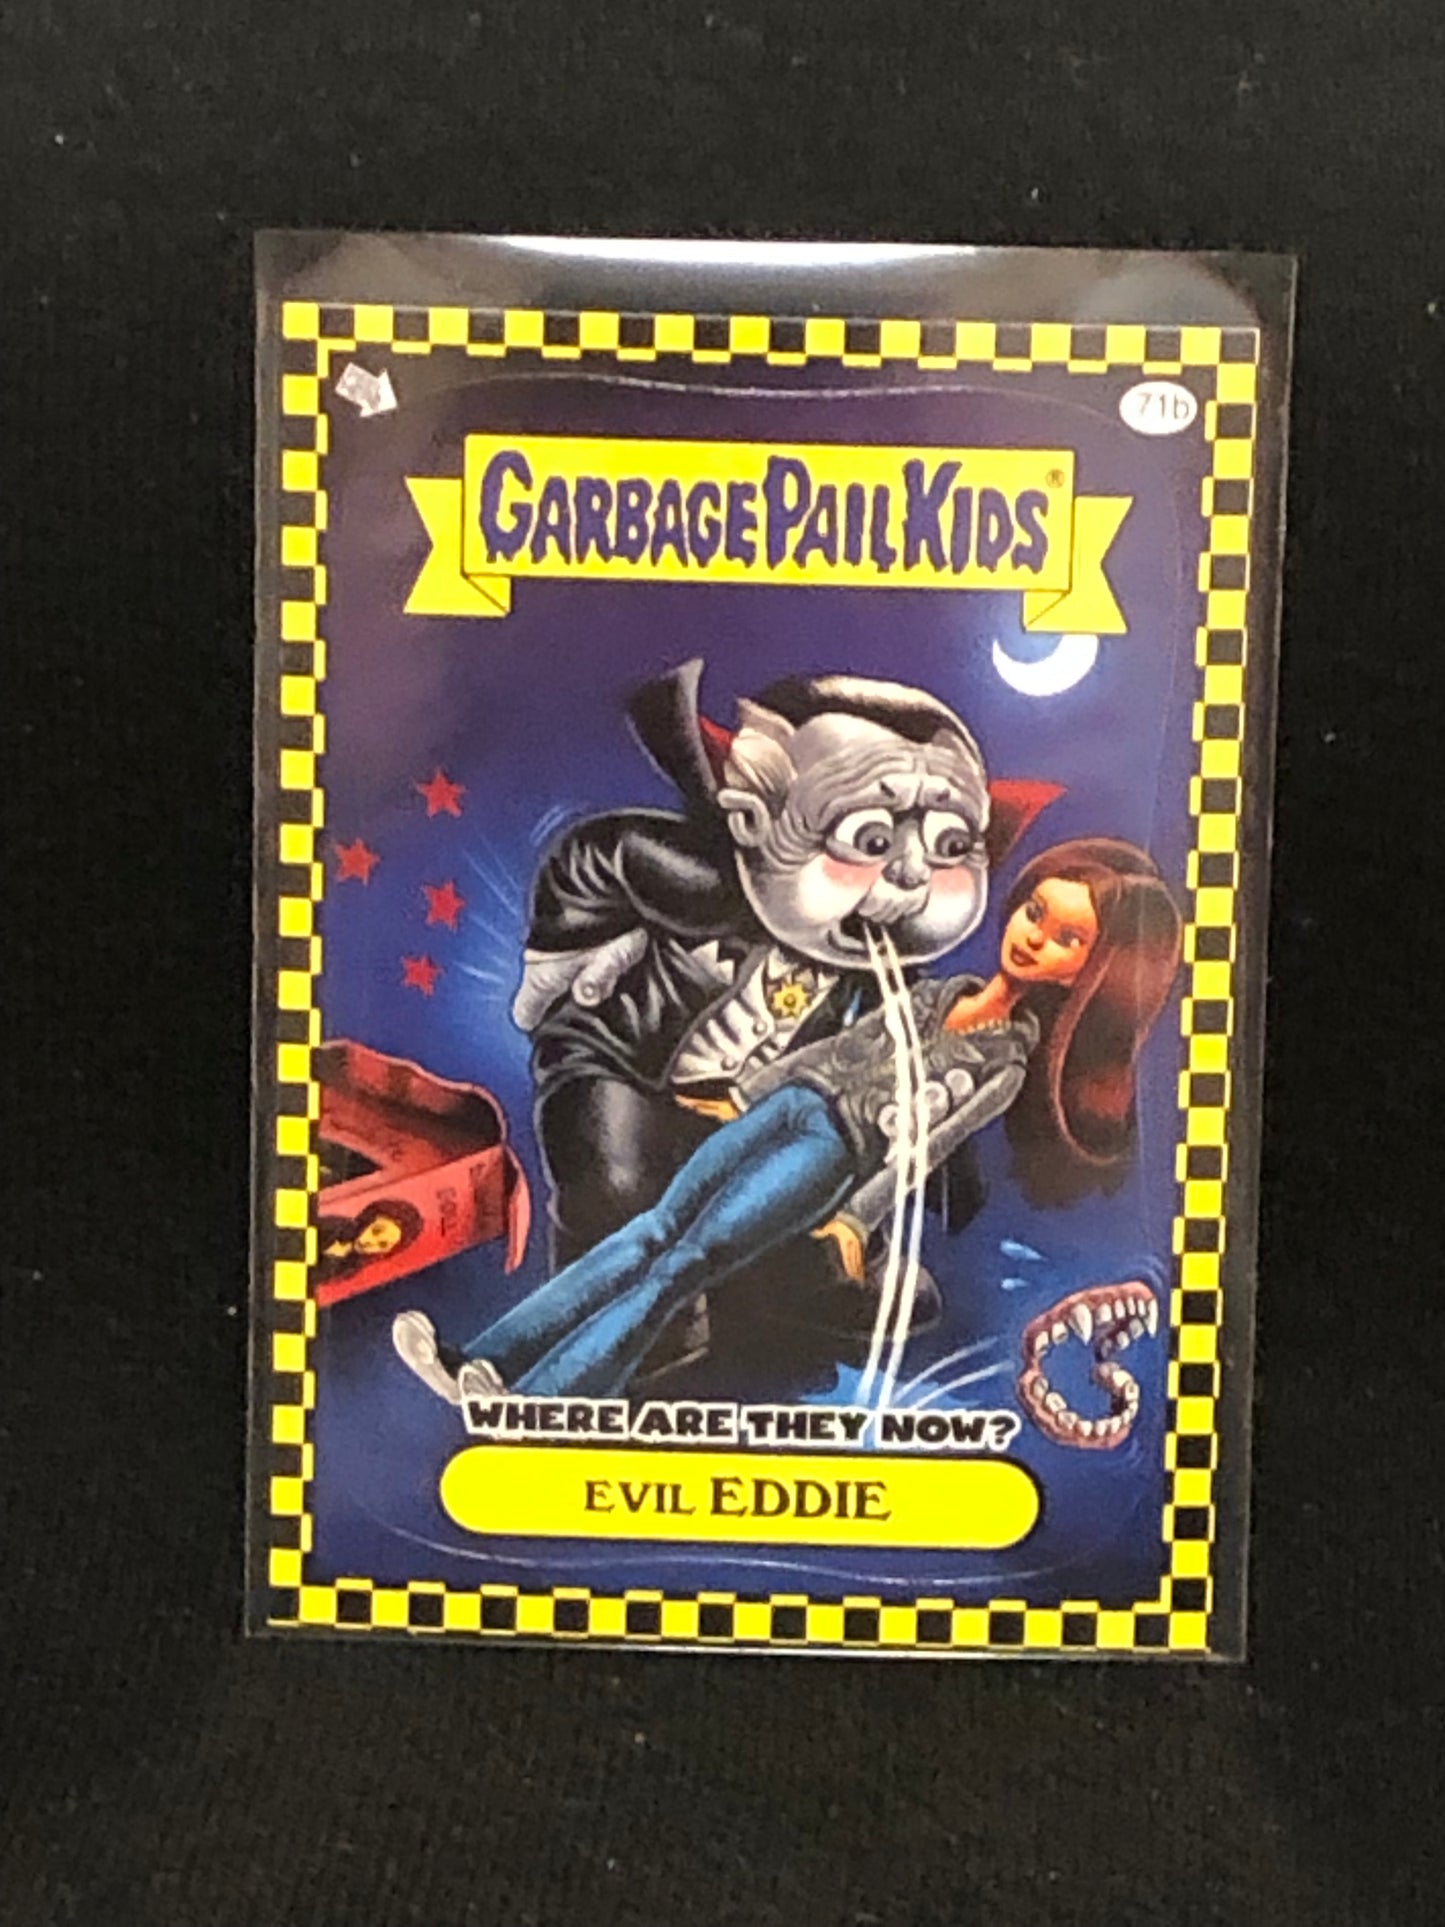 71b
GARBAGE PAIL KIDS®
WHERE ARE THEY NOW?
EVIL EDDIE